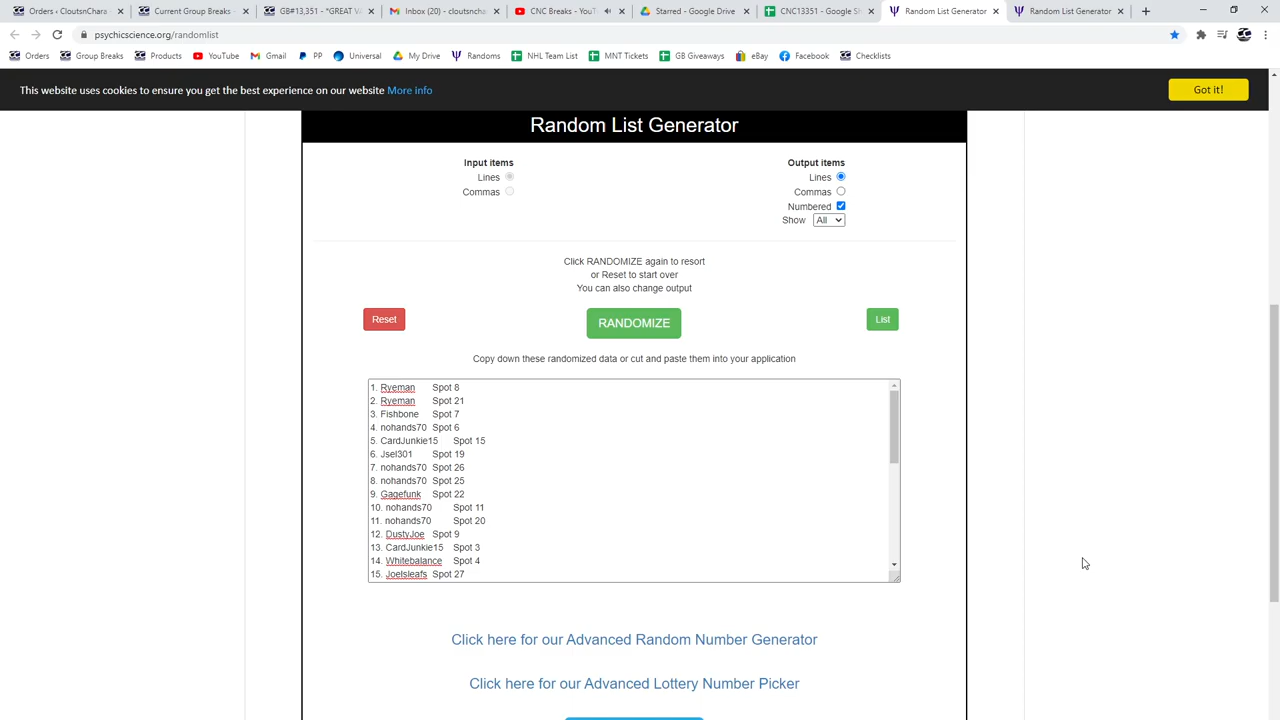 Orders ‹ CloutsnChara
Current Group Breaks -
GB#13,351 - *GREAT V
Inbox (20) - cloutsncha
CNC Breaks - YouT
Starred - Google Drive
CNC13351 - Google Sh
Random List Generator
Random List Generator
psychicscience.org/randomlist
Orders
Group Breaks
Products
YouTube
Gmail
PP
Universal
My Drive
Randoms
NHL Team List
MNT Tickets
GB Giveaways
eBay
Facebook
Checklists
This website uses cookies to ensure you get the best experience on our website More info
Got it!
Random List Generator
Input items
Lines
Commas
Output items
Lines
Commas
Numbered
Show All
Click RANDOMIZE again to resort
or Reset to start over
You can also change output
Reset
RANDOMIZE
List
Copy down these randomized data or cut and paste them into your application
1. Ryeman Spot 8
2. Ryeman Spot 21
3. Fishbone Spot 7
4. nohands70 Spot 6
5. CardJunkie15 Spot 15
6. Jsel301 Spot 19
7. nohands70 Spot 26
8. nohands70 Spot 25
9. Gagefunk Spot 22
10. nohands70 Spot 11
11. nohands70 Spot 20
12. DustyJoe Spot 9
13. CardJunkie15 Spot 3
14. Whitebalance Spot 4
15. Joelsleafs Spot 27
Click here for our Advanced Random Number Generator
Click here for our Advanced Lottery Number Picker